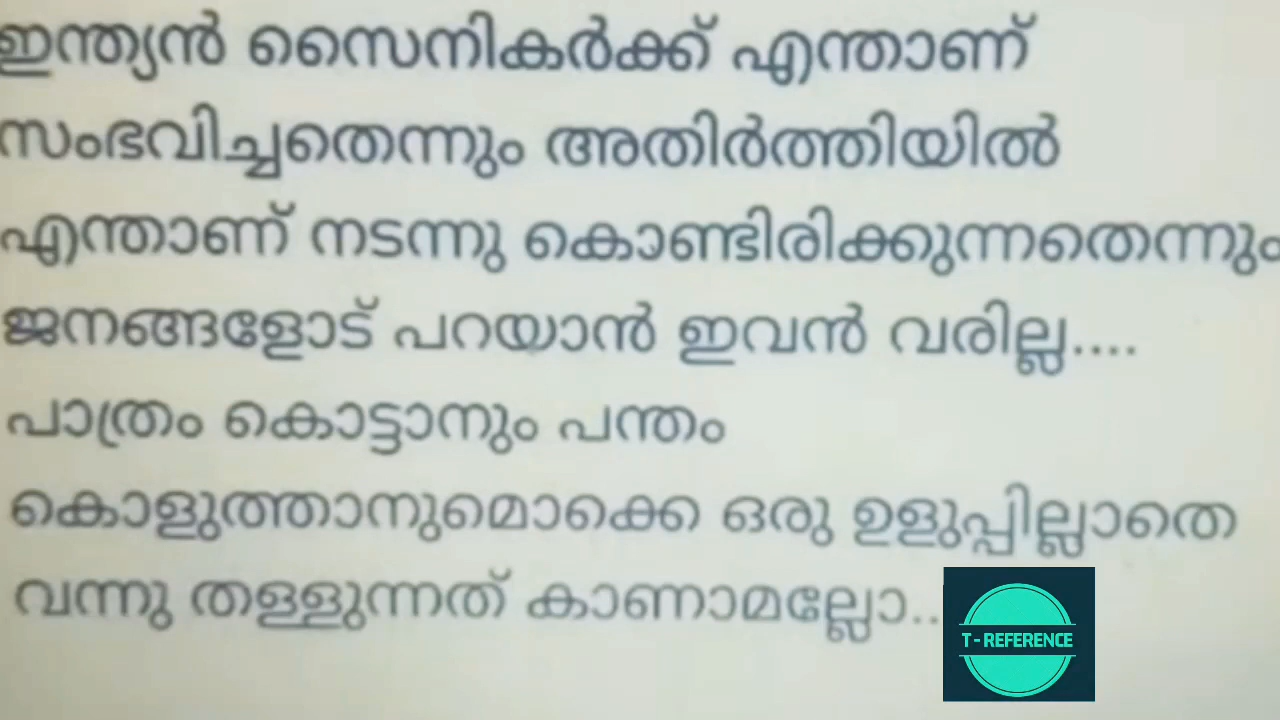 ഇന്ത്യൻ സൈനികർക്ക് എന്താണ്
സംഭവിച്ചതെന്നും അതിർത്തിയിൽ
എന്താണ് നടന്നു കൊണ്ടിരിക്കുന്നതെന്നും
ജനങ്ങളോട് പറയാൻ ഇവൻ വരില്ല....
പാത്രം കൊട്ടാനും പന്തം
കൊളുത്താനുമൊക്കെ ഒരു ഉളുപ്പില്ലാതെ
വന്നു തള്ളുന്നത് കാണാമല്ലോ..
T - REFERENCE